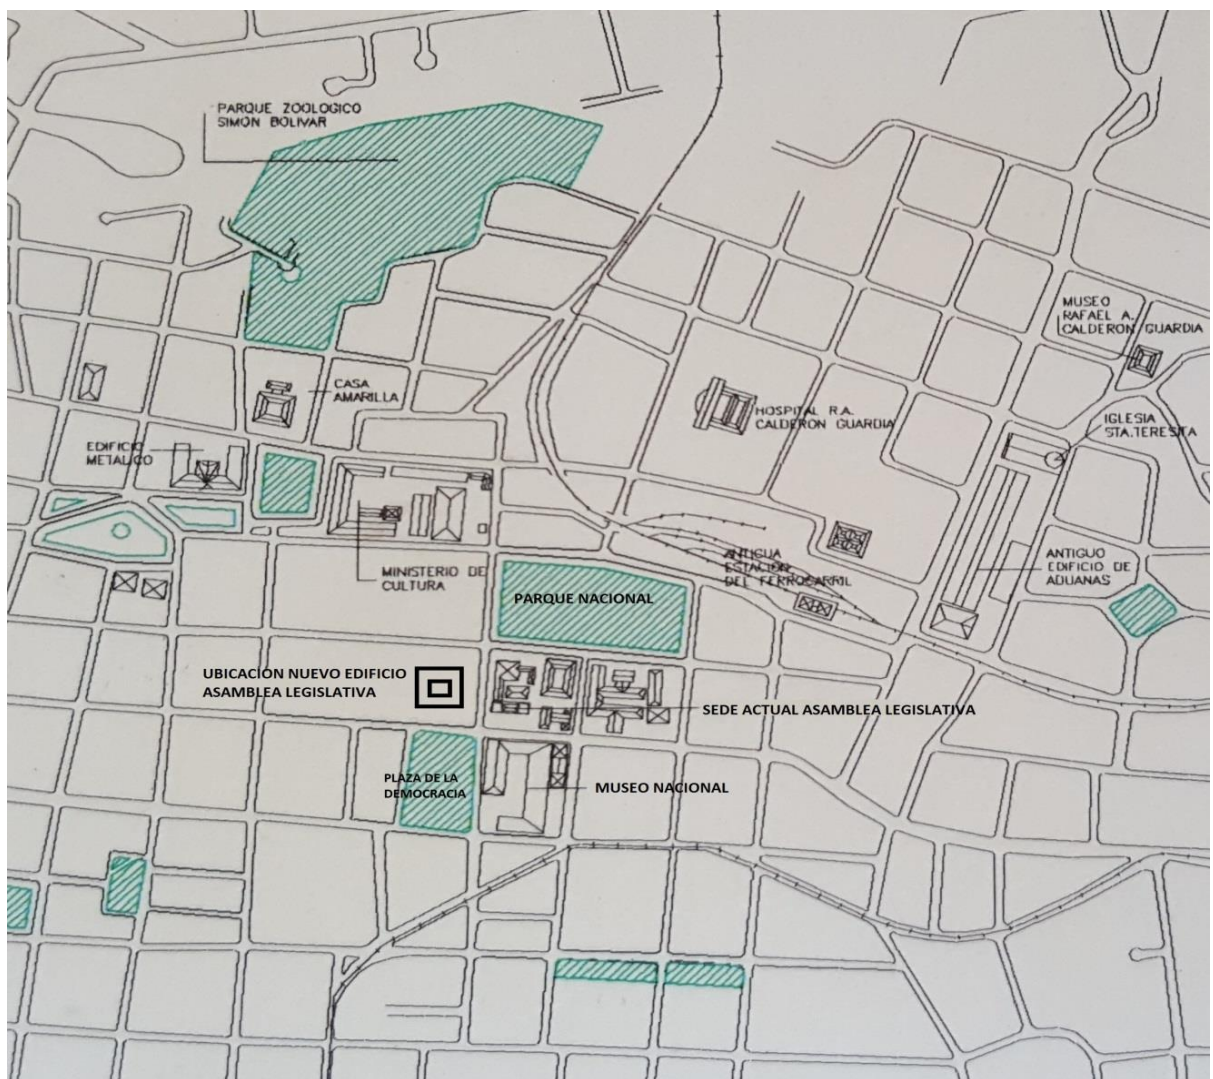 PARQUE ZOOLOGICO
SIMON BOLIVAR
MUSEO
RAFAEL A.
CALDERON GUARDIA
CASA
AMARILLA
HOSPITAL R.A.
CALDERON GUARDIA
IGLESIA
STA.TERESITA
EDIFICIO
METALICO
MINISTERIO DE
CULTURA
ANTIGUA
ESTACION
DEL FERROCARRIL
ANTIGUO
EDIFICIO DE
ADUANAS
PARQUE NACIONAL
UBICACIÓN NUEVO EDIFICIO
ASAMBLEA LEGISLATIVA
SEDE ACTUAL ASAMBLEA LEGISLATIVA
PLAZA DE LA
DEMOCRACIA
MUSEO NACIONAL